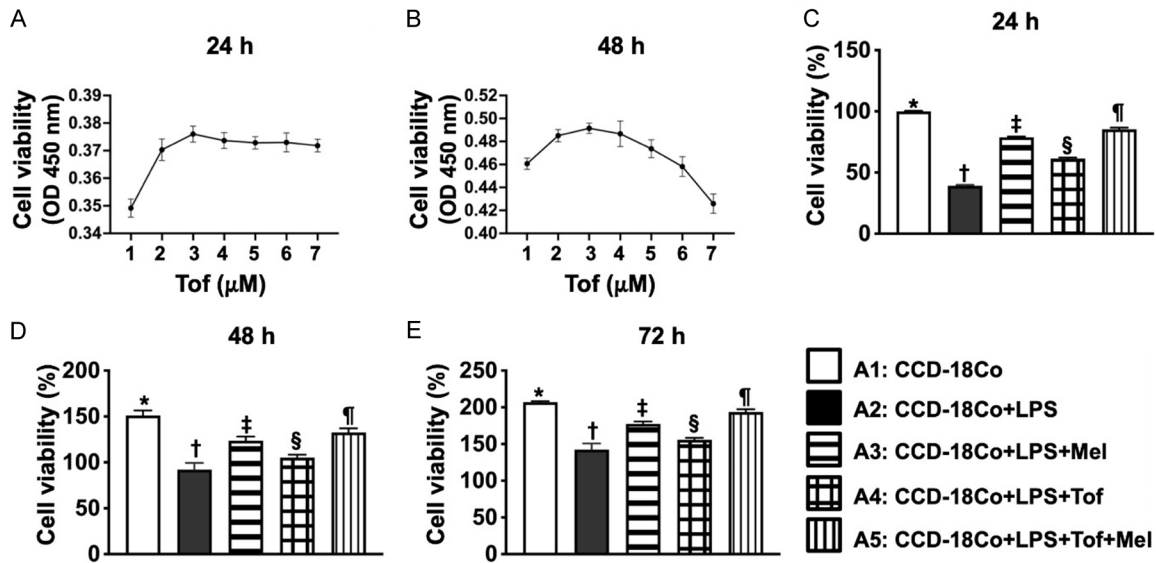 A
24 h
Cell viability
(OD 450 nm)
0.39
0.38
0.37
0.36
0.35
0.34
1 2 3 4 5 6 7
Tof (μM)
B
48 h
Cell viability
(OD 450 nm)
0.52
0.50
0.48
0.46
0.44
0.42
0.40
1 2 3 4 5 6 7
Tof (μM)
C
24 h
Cell viability (%)
150
100
50
0
* † ‡ § ¶
D
48 h
Cell viability (%)
200
150
100
50
0
* † ‡ § ¶
E
72 h
Cell viability (%)
250
200
150
100
50
0
* † ‡ § ¶
A1: CCD-18Co
A2: CCD-18Co+LPS
A3: CCD-18Co+LPS+Mel
A4: CCD-18Co+LPS+Tof
A5: CCD-18Co+LPS+Tof+Mel